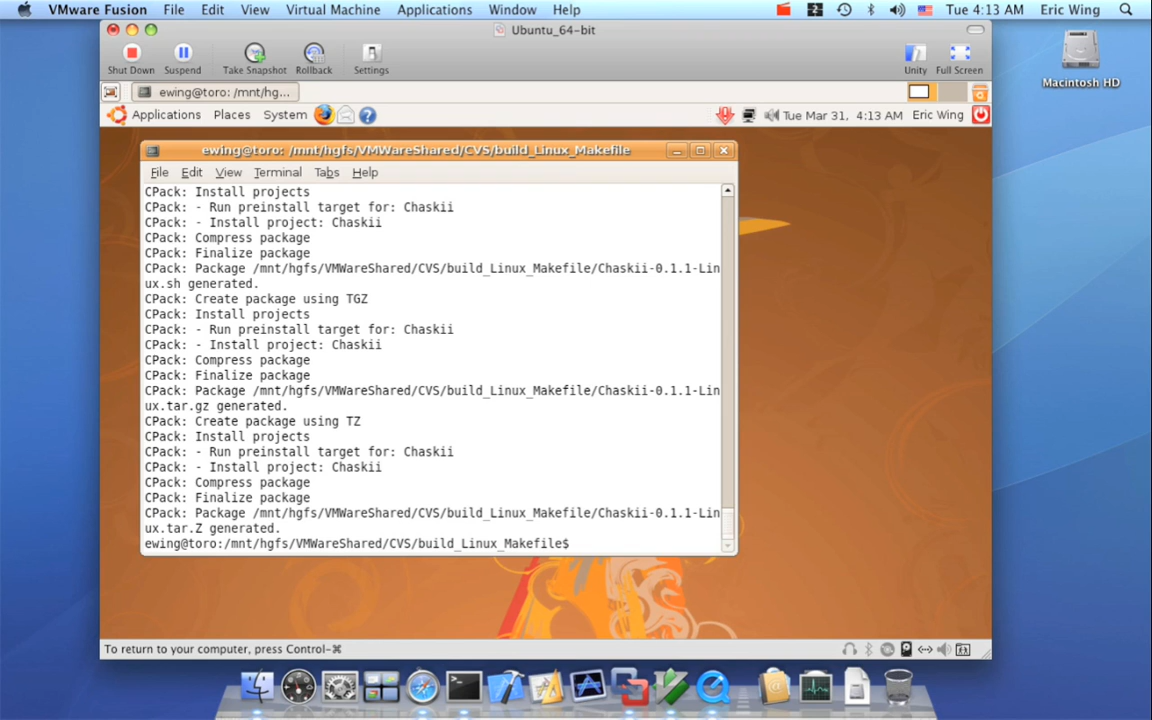 VMware Fusion File Edit View Virtual Machine Applications Window Help 2 Tue 4:13 AM Eric Wing
Ubuntu_64-bit
Shut Down Suspend Take Snapshot Rollback Settings Unity Full Screen
Macintosh HD
ewing@toro: /mnt/hg...
Applications Places System Tue Mar 31, 4:13 AM Eric Wing
ewing@toro: /mnt/hgfs/VMWareShared/CVS/build_Linux_Makefile
File Edit View Terminal Tabs Help
CPack: Install projects
CPack: - Run preinstall target for: Chaskii
CPack: - Install project: Chaskii
CPack: Compress package
CPack: Finalize package
CPack: Package /mnt/hgfs/VMWareShared/CVS/build_Linux_Makefile/Chaskii-0.1.1-Lin
ux.sh generated.
CPack: Create package using TGZ
CPack: Install projects
CPack: - Run preinstall target for: Chaskii
CPack: - Install project: Chaskii
CPack: Compress package
CPack: Finalize package
CPack: Package /mnt/hgfs/VMWareShared/CVS/build_Linux_Makefile/Chaskii-0.1.1-Lin
ux.tar.gz generated.
CPack: Create package using TZ
CPack: Install projects
CPack: - Run preinstall target for: Chaskii
CPack: - Install project: Chaskii
CPack: Compress package
CPack: Finalize package
CPack: Package /mnt/hgfs/VMWareShared/CVS/build_Linux_Makefile/Chaskii-0.1.1-Lin
ux.tar.Z generated.
ewing@toro:/mnt/hgfs/VMWareShared/CVS/build_Linux_Makefile$
To return to your computer, press Control-⌘